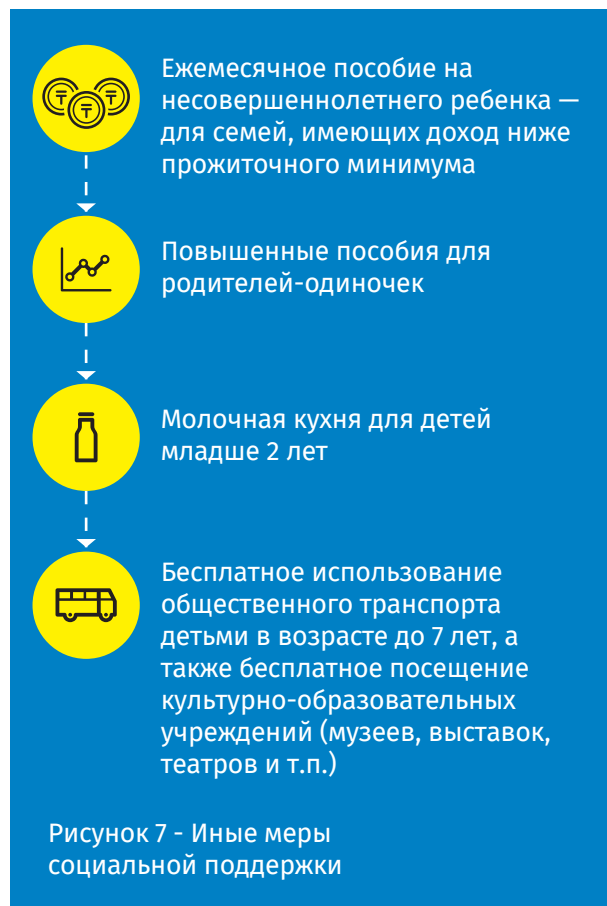 Ежемесячное пособие на
несовершеннолетнего ребенка —
для семей, имеющих доход ниже
прожиточного минимума
Повышенные пособия для
родителей-одиночек
Молочная кухня для детей
младше 2 лет
Бесплатное использование
общественного транспорта
детьми в возрасте до 7 лет, а
также бесплатное посещение
культурно-образовательных
учреждений (музеев, выставок,
театров и т.п.)
Рисунок 7 - Иные меры
социальной поддержки